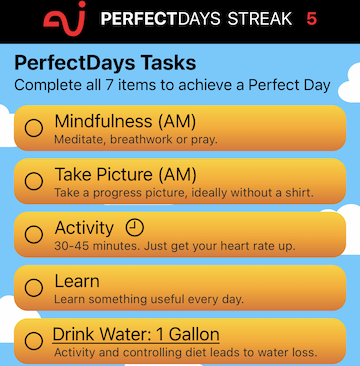 PERFECTDAYS STREAK 5
PerfectDays Tasks
Complete all 7 items to achieve a Perfect Day
Mindfulness (AM)
Meditate, breathwork or pray.
Take Picture (AM)
Take a progress picture, ideally without a shirt.
Activity
30-45 minutes. Just get your heart rate up.
Learn
Learn something useful every day.
Drink Water: 1 Gallon
Activity and controlling diet leads to water loss.